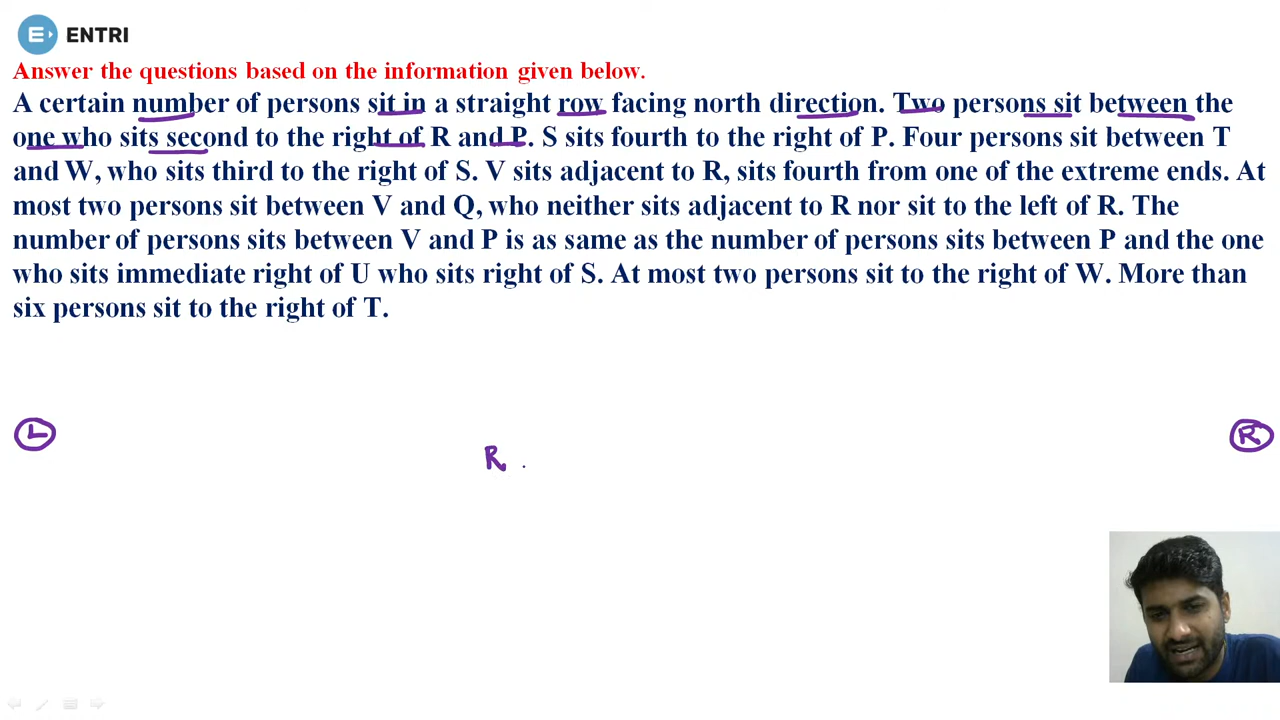 ENTRI
Answer the questions based on the information given below.
A certain number of persons sit in a straight row facing north direction. Two persons sit between the
one who sits second to the right of R and P. S sits fourth to the right of P. Four persons sit between T
and W, who sits third to the right of S. V sits adjacent to R, sits fourth from one of the extreme ends. At
most two persons sit between V and Q, who neither sits adjacent to R nor sit to the left of R. The
number of persons sits between V and P is as same as the number of persons sits between P and the one
who sits immediate right of U who sits right of S. At most two persons sit to the right of W. More than
six persons sit to the right of T.
L R
R